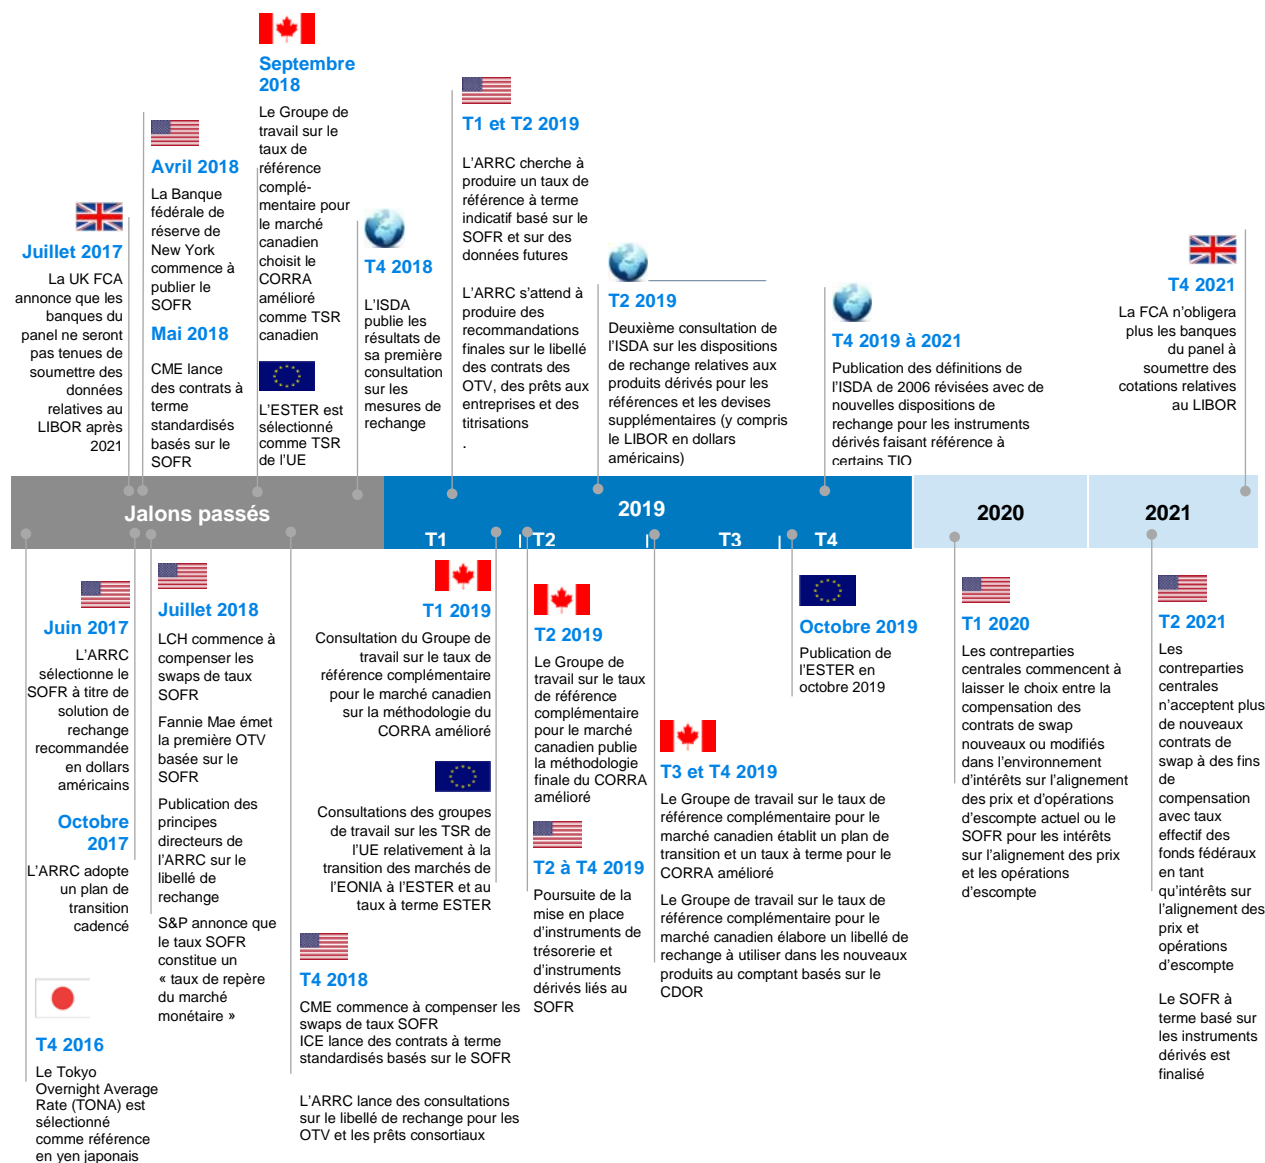 Septembre
2018
Le Groupe de
travail sur le
taux de
référence
complé-
mentaire pour
le marché
canadien
choisit le
CORRA
amélioré
comme TSR
canadien
L’ESTER est
sélectionné
comme TSR
de l’UE
Avril 2018
La Banque
fédérale de
réserve de
New York
commence à
publier le
SOFR
Mai 2018
CME lance
des contrats à
terme
standardisés
basés sur le
SOFR
Juillet 2017
La UK FCA
annonce que les
banques du
panel ne seront
pas tenues de
soumettre des
données
relatives au
LIBOR après
2021
T4 2018
L’ISDA
publie les
résultats de
sa première
consultation
sur les
mesures de
rechange
T1 et T2 2019
L’ARRC cherche à
produire un taux de
référence à terme
indicatif basé sur le
SOFR et sur des
données futures
L’ARRC s’attend à
produire des
recommandations
finales sur le libellé
des contrats des
OTV, des prêts aux
entreprises et des
titrisations
.
T2 2019
Deuxième consultation de
l’ISDA sur les dispositions
de rechange relatives aux
produits dérivés pour les
références et les devises
supplémentaires (y compris
le LIBOR en dollars
américains)
T4 2019 à 2021
Publication des définitions de
l’ISDA de 2006 révisées avec de
nouvelles dispositions de
rechange pour les instruments
dérivés faisant référence à
certains TIO
T4 2021
La FCA n’obligera
plus les banques
du panel à
soumettre des
cotations relatives
au LIBOR
Jalons passés
2019
T1
T2
T3
T4
2020
2021
Juin 2017
L’ARRC
sélectionne le
SOFR à titre de
solution de
rechange
recommandée
en dollars
américains
Octobre
2017
L’ARRC adopte
un plan de
transition
cadencé
T4 2016
Le Tokyo
Overnight Average
Rate (TONA) est
sélectionné
comme référence
en yen japonais
Juillet 2018
LCH commence à
compenser les
swaps de taux
SOFR
Fannie Mae émet
la première OTV
basée sur le
SOFR
Publication des
principes
directeurs de
l’ARRC sur le
libellé de
rechange
S&P annonce que
le taux SOFR
constitue un
« taux de repère
du marché
monétaire »
T4 2018
CME commence à compenser les
swaps de taux SOFR
ICE lance des contrats à terme
standardisés basés sur le SOFR
L’ARRC lance des consultations
sur le libellé de rechange pour les
OTV et les prêts consortiaux
T1 2019
Consultation du Groupe de
travail sur le taux de
référence complémentaire
pour le marché canadien
sur la méthodologie du
CORRA amélioré
Consultations des groupes
de travail sur les TSR de
l’UE relativement à la
transition des marchés de
l’EONIA à l’ESTER et au
taux à terme ESTER
T2 2019
Le Groupe de
travail sur le taux
de référence
complémentaire
pour le marché
canadien publie
la méthodologie
finale du CORRA
amélioré
T2 à T4 2019
Poursuite de la
mise en place
d’instruments de
trésorerie et
d’instruments
dérivés liés au
SOFR
T3 et T4 2019
Le Groupe de travail sur le taux de
référence complémentaire pour le
marché canadien établit un plan de
transition et un taux à terme pour le
CORRA amélioré
Le Groupe de travail sur le taux de
référence complémentaire pour le
marché canadien élabore un libellé de
rechange à utiliser dans les nouveaux
produits au comptant basés sur le
CDOR
Octobre 2019
Publication de
l’ESTER en
octobre 2019
T1 2020
Les contreparties
centrales commencent à
laisser le choix entre la
compensation des
contrats de swap
nouveaux ou modifiés
dans l’environnement
d’intérêts sur l’alignement
des prix et d’opérations
d’escompte actuel ou le
SOFR pour les intérêts
sur l’alignement des prix
et les opérations
d’escompte
T2 2021
Les
contreparties
centrales
n’acceptent plus
de nouveaux
contrats de
swap à des fins
de
compensation
avec taux
effectif des
fonds fédéraux
en tant
qu’intérêts sur
l’alignement des
prix et
opérations
d’escompte
Le SOFR à
terme basé sur
les instruments
dérivés est
finalisé